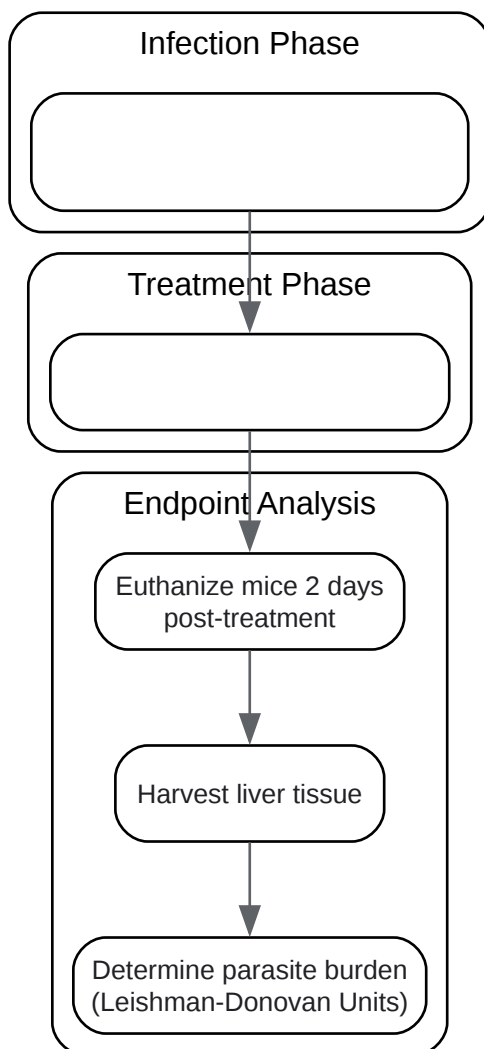 Infection Phase
Treatment Phase
Endpoint Analysis
Euthanize mice 2 days
post-treatment
Harvest liver tissue
Determine parasite burden
(Leishman-Donovan Units)